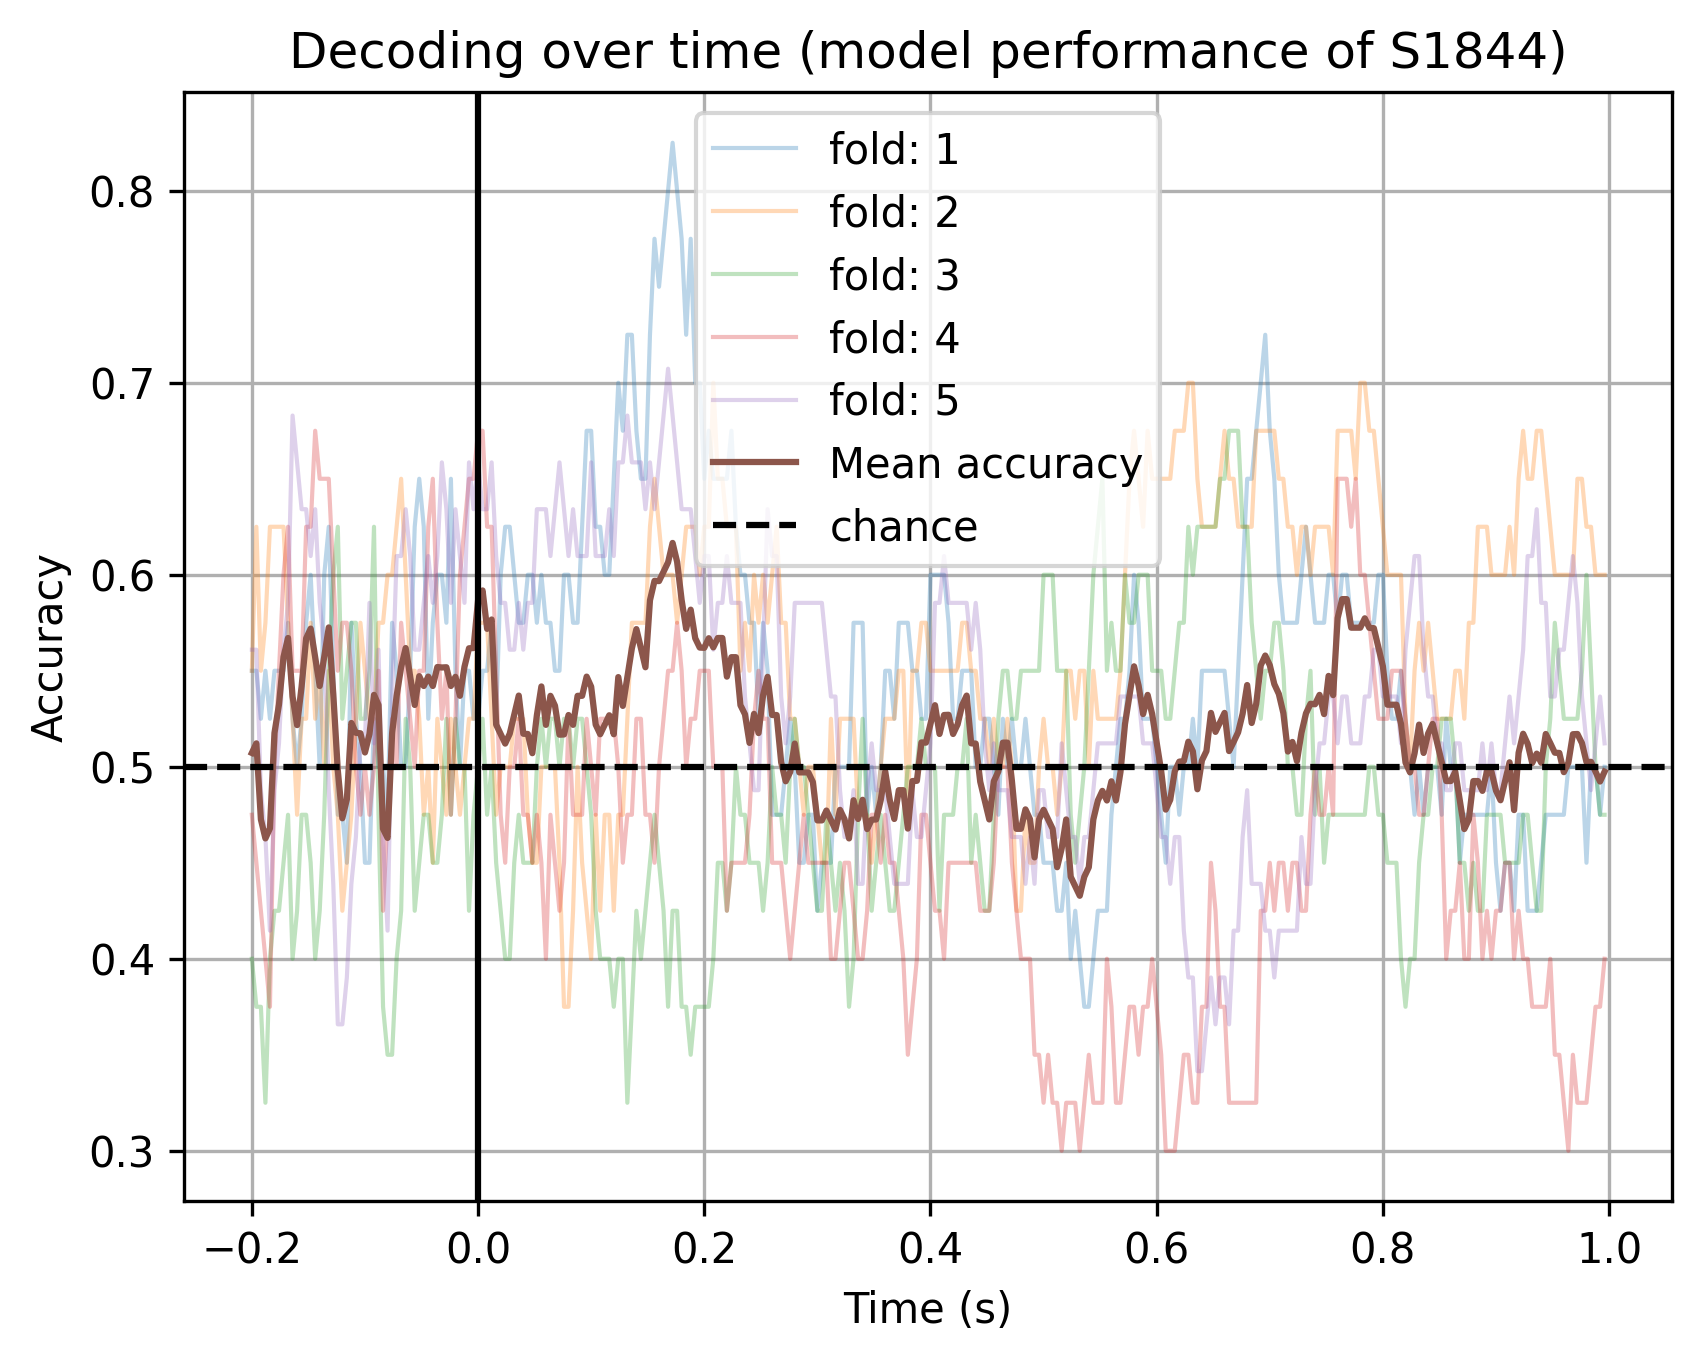 Decoding over time (model performance of S1844)
fold: 1
fold: 2
fold: 3
fold: 4
fold: 5
Mean accuracy
chance
Accuracy
0.8
0.7
0.6
0.5
0.4
0.3
−0.2 0.0 0.2 0.4 0.6 0.8 1.0
Time (s)